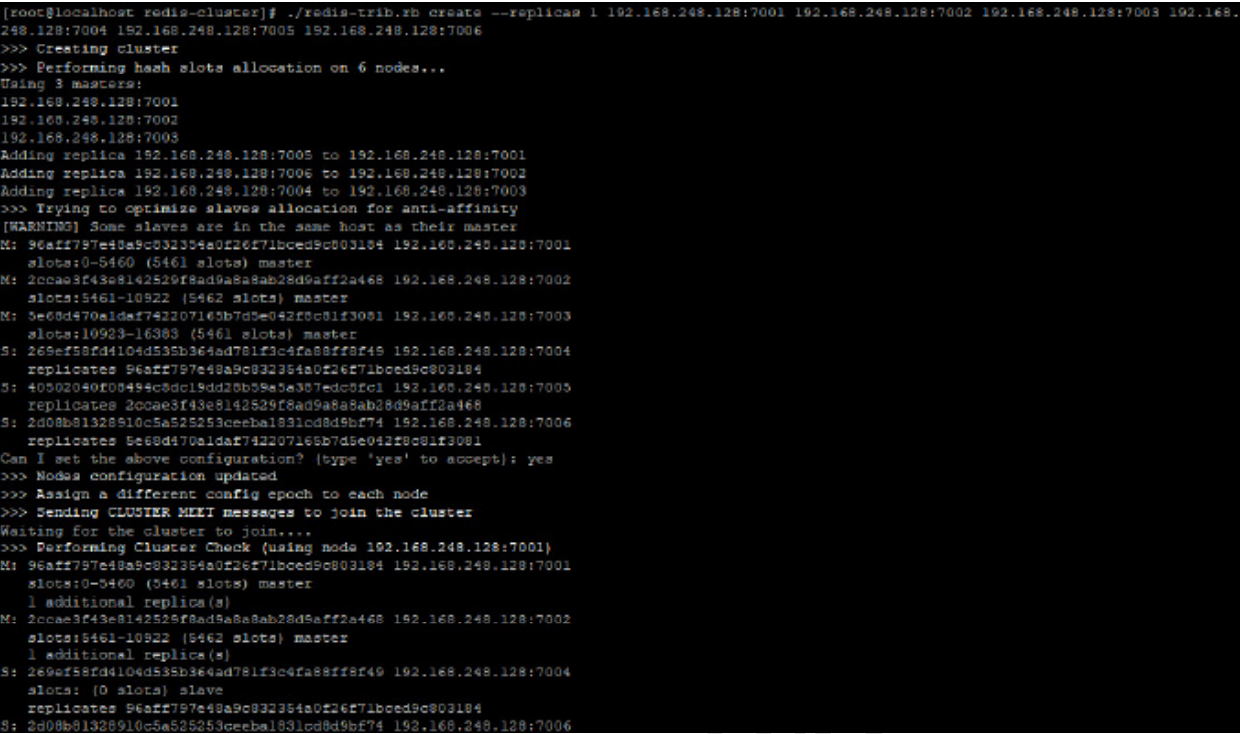 [root@localhost redis-cluster]# ./redis-trib.rb create --replicas 1 192.168.248.128:7001 192.168.248.128:7002 192.168.248.128:7003 192.168.
248.128:7004 192.168.248.128:7005 192.168.248.128:7006
>>> Creating cluster
>>> Performing hash slots allocation on 6 nodes...
Using 3 masters:
192.168.248.128:7001
192.168.248.128:7002
192.168.248.128:7003
Adding replica 192.168.248.128:7005 to 192.168.248.128:7001
Adding replica 192.168.248.128:7006 to 192.168.248.128:7002
Adding replica 192.168.248.128:7004 to 192.168.248.128:7003
>>> Trying to optimize slaves allocation for anti-affinity
[WARNING] Some slaves are in the same host as their master
M: 96aff797e48a9c832354a0f26f71bced9c803184 192.168.248.128:7001
slots:0-5460 (5461 slots) master
M: 2ccae3f43e8142529f8ad9a8a8ab28d9aff2a468 192.168.248.128:7002
slots:5461-10922 (5462 slots) master
M: 5e68d470a1daf742207165b7d5e042f8c81f3081 192.168.248.128:7003
slots:10923-16383 (5461 slots) master
S: 269ef58fd4104d535b364ad781f3c4fa88ff8f49 192.168.248.128:7004
replicates 96aff797e48a9c832354a0f26f71bced9c803184
S: 40502040f08494c8dc19dd28b59a5a387edc8fc1 192.168.248.128:7005
replicates 2ccae3f43e8142529f8ad9a8a8ab28d9aff2a468
S: 2d08b81328910c5a525253ceeba1831cd8d9bf74 192.168.248.128:7006
replicates 5e68d470a1daf742207165b7d5e042f8c81f3081
Can I set the above configuration? (type 'yes' to accept): yes
>>> Nodes configuration updated
>>> Assign a different config epoch to each node
>>> Sending CLUSTER MEET messages to join the cluster
Waiting for the cluster to join....
>>> Performing Cluster Check (using node 192.168.248.128:7001)
M: 96aff797e48a9c832354a0f26f71bced9c803184 192.168.248.128:7001
slots:0-5460 (5461 slots) master
1 additional replica(s)
M: 2ccae3f43e8142529f8ad9a8a8ab28d9aff2a468 192.168.248.128:7002
slots:5461-10922 (5462 slots) master
1 additional replica(s)
S: 269ef58fd4104d535b364ad781f3c4fa88ff8f49 192.168.248.128:7004
slots: (0 slots) slave
replicates 96aff797e48a9c832354a0f26f71bced9c803184
S: 2d08b81328910c5a525253ceeba1831cd8d9bf74 192.168.248.128:7006